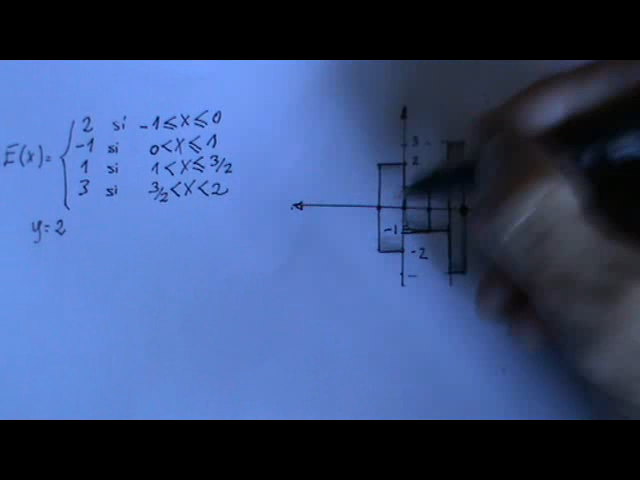 E(x)= { 2 si -1≤x≤0
-1 si 0<x≤1
1 si 1<x≤3/2
3 si 3/2<x<2
y=2
3
2
-1
-2